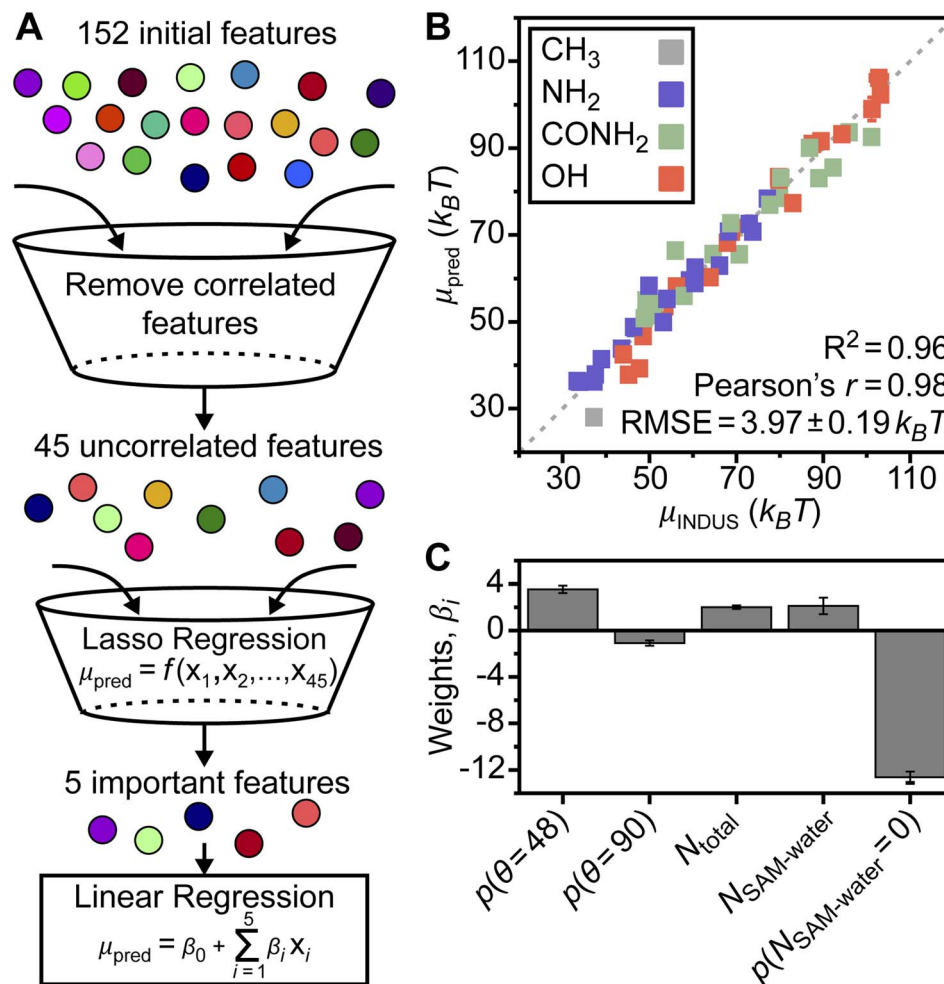 A
152 initial features
Remove correlated
features
45 uncorrelated features
Lasso Regression
μpred = f(x1,x2,...,x45)
5 important features
Linear Regression
μpred = β0 + 5∑i = 1 βi xi
B
CH3
NH2
CONH2
OH
μpred (kBT)
110
90
70
50
30
R2 = 0.96
Pearson's r = 0.98
RMSE = 3.97 ± 0.19 kBT
30 50 70 90 110
μINDUS (kBT)
C
Weights, βi
4
0
-4
-8
-12
p(θ = 48)
p(θ = 90)
Ntotal
NSAM-water
p(NSAM-water = 0)